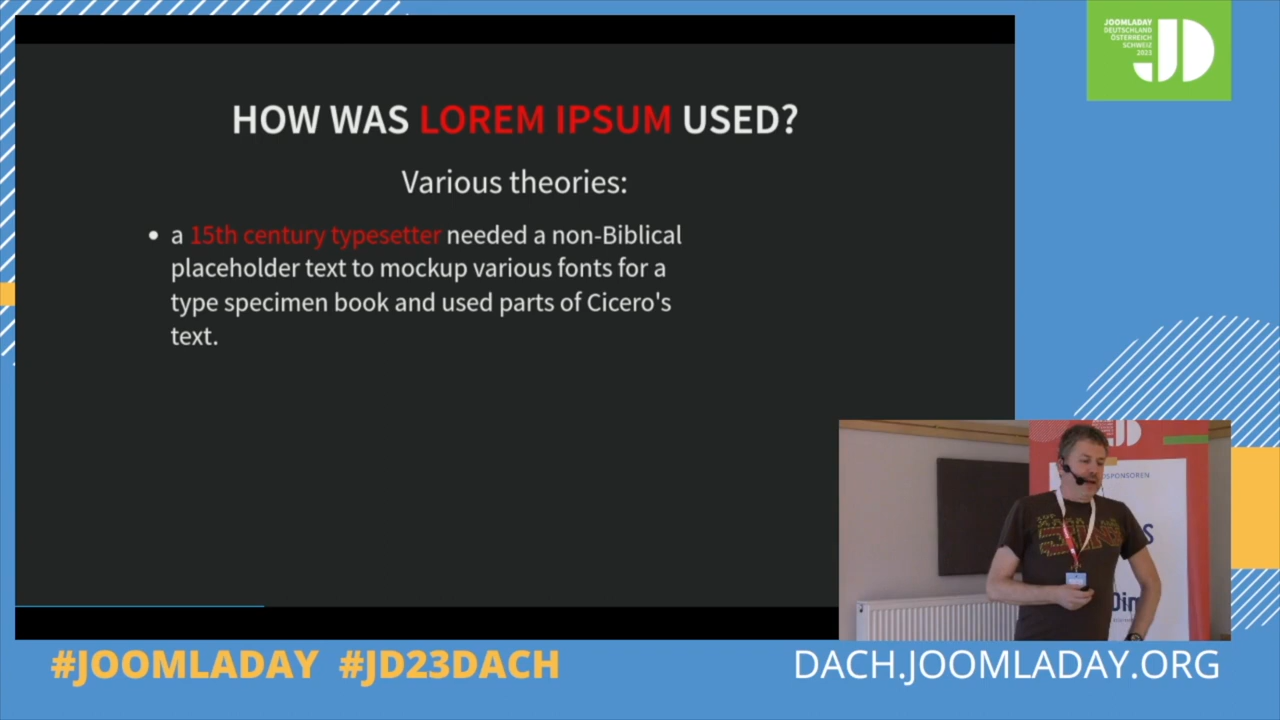 JOOMLADAY
DEUTSCHLAND
ÖSTERREICH
SCHWEIZ
2023
JD
HOW WAS LOREM IPSUM USED?
Various theories:
• a 15th century typesetter needed a non-Biblical
placeholder text to mockup various fonts for a
type specimen book and used parts of Cicero's
text.
#JOOMLADAY #JD23DACH
DACH.JOOMLADAY.ORG